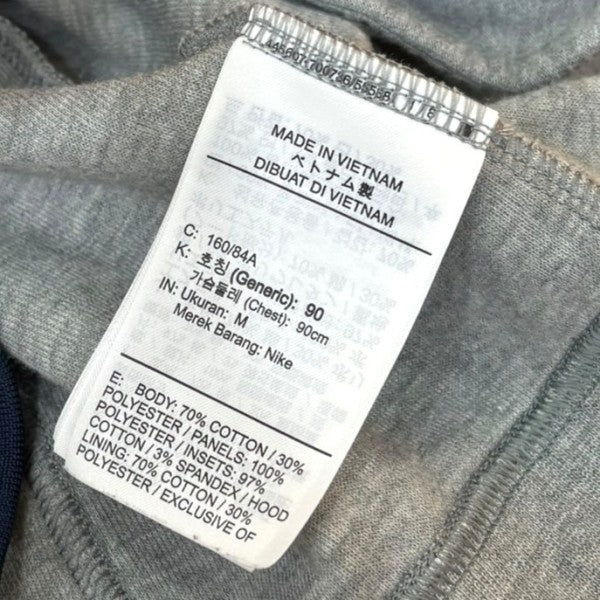 MADE IN VIETNAM
ベトナム製
DIBUAT DI VIETNAM
C: 160/84A
K: 호칭 (Generic): 90
가슴둘레 (Chest): 90cm
IN: Ukuran: M
Merek Barang: Nike
E: BODY: 70% COTTON / 30%
POLYESTER / PANELS: 100%
POLYESTER / INSETS: 97%
COTTON / 3% SPANDEX / HOOD
LINING: 70% COTTON / 30%
POLYESTER / EXCLUSIVE OF